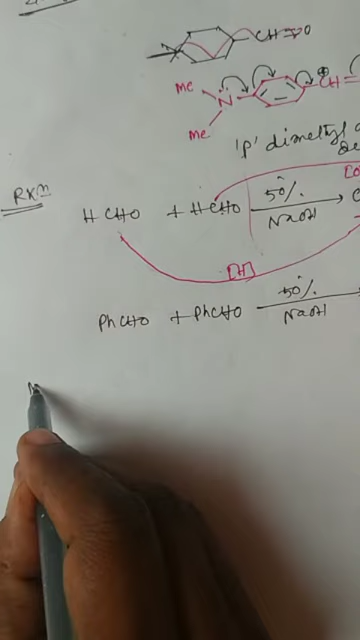 CH=O
Me
N
CH=
Me
'p' dimethyl
Rxn
HCHO + HCHO 50% NaOH
[H]
PhCHO + PhCHO 50% NaOH